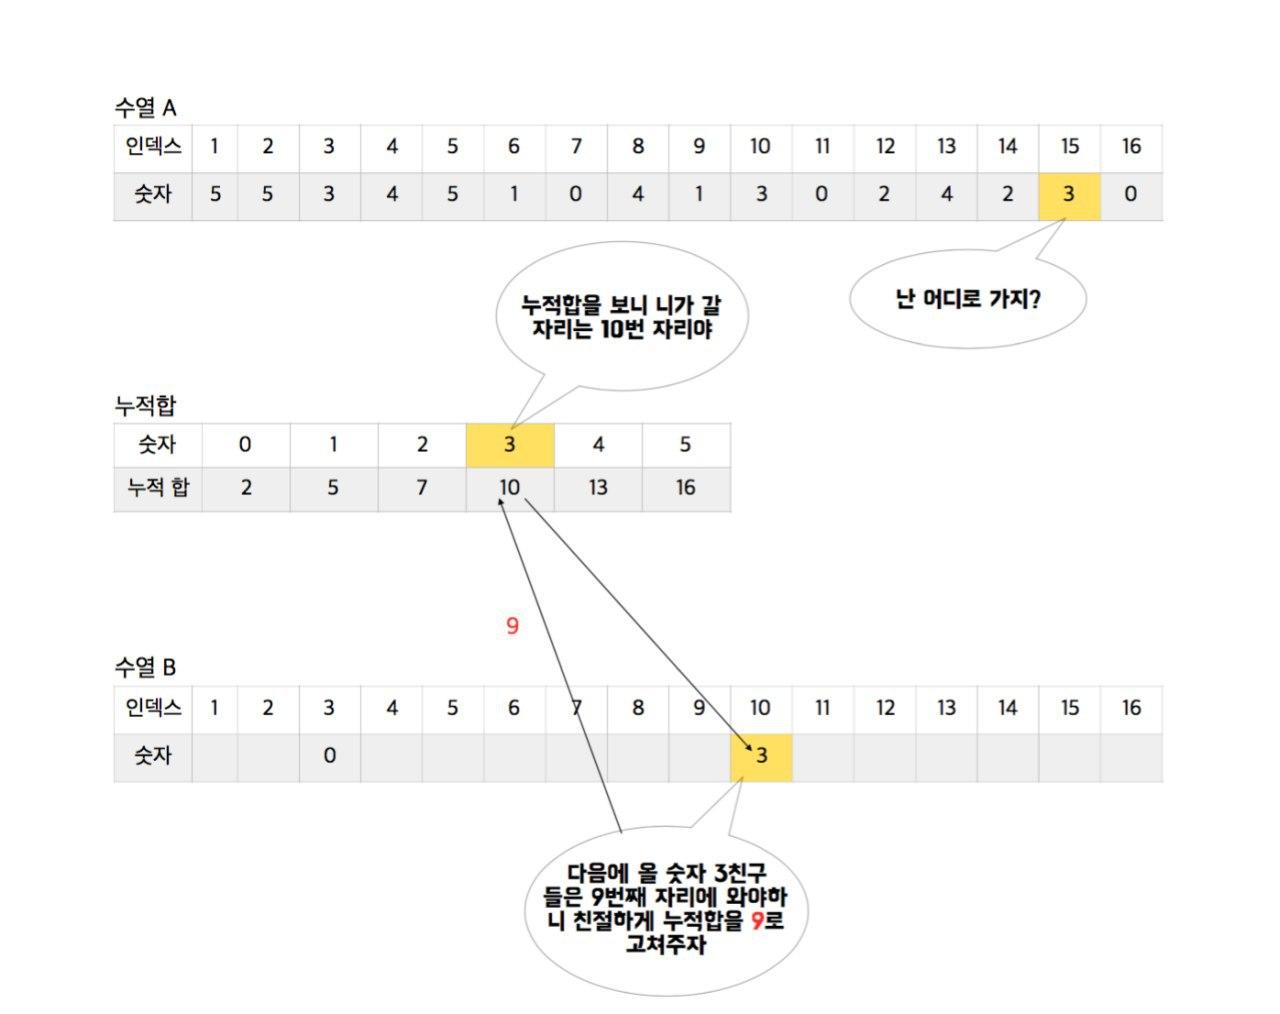 수열 A
인덱스 1 2 3 4 5 6 7 8 9 10 11 12 13 14 15 16
숫자 5 5 3 4 5 1 0 4 1 3 0 2 4 2 3 0
난 어디로 가지?
누적합을 보니 니가 갈
자리는 10번 자리야
누적합
숫자 0 1 2 3 4 5
누적 합 2 5 7 10 13 16
9
수열 B
인덱스 1 2 3 4 5 6 7 8 9 10 11 12 13 14 15 16
숫자 0 3
다음에 올 숫자 3친구
들은 9번째 자리에 와야하
니 친절하게 누적합을 9로
고쳐주자